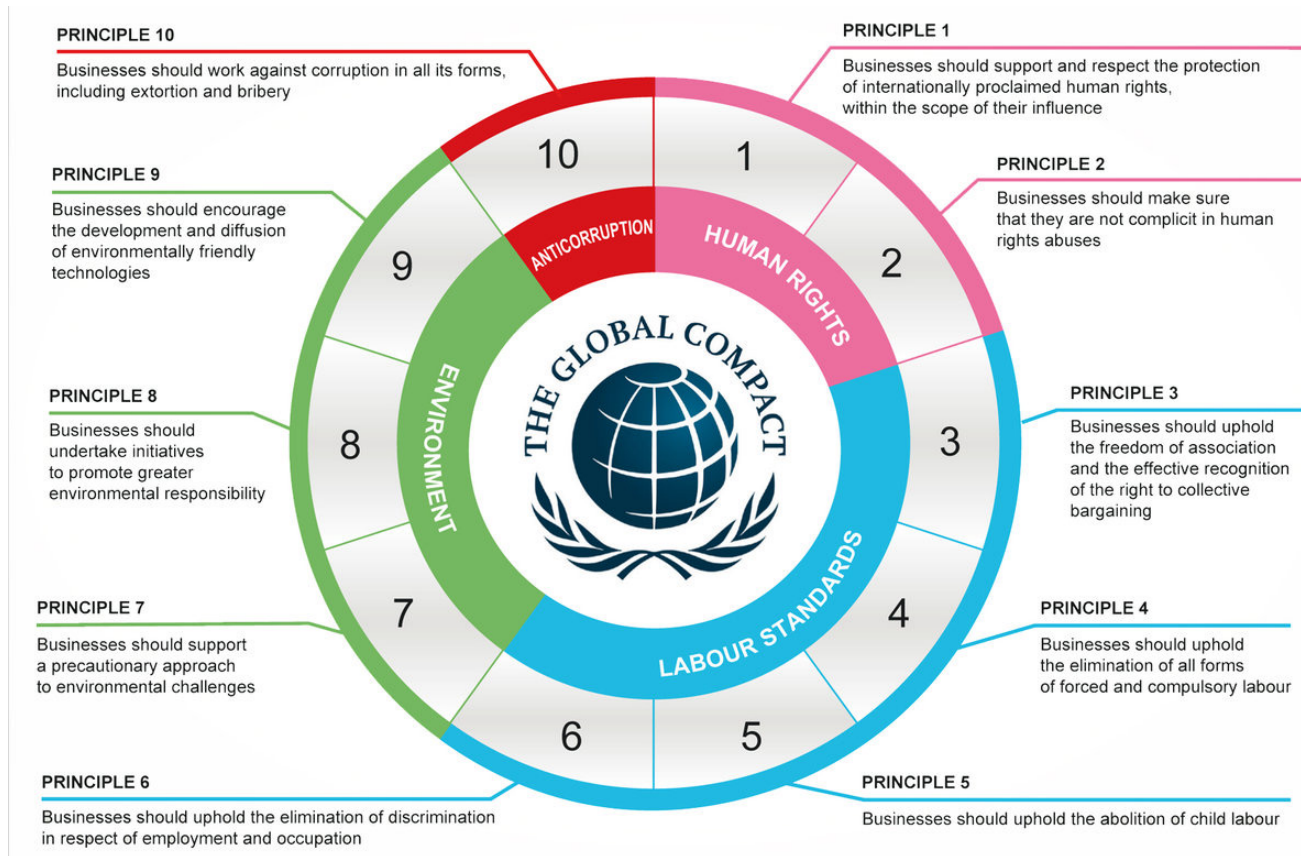 PRINCIPLE 1
Businesses should support and respect the protection
of internationally proclaimed human rights,
within the scope of their influence
PRINCIPLE 2
Businesses should make sure
that they are not complicit in human
rights abuses
PRINCIPLE 3
Businesses should uphold
the freedom of association
and the effective recognition
of the right to collective
bargaining
PRINCIPLE 4
Businesses should uphold
the elimination of all forms
of forced and compulsory labour
PRINCIPLE 5
Businesses should uphold the abolition of child labour
PRINCIPLE 6
Businesses should uphold the elimination of discrimination
in respect of employment and occupation
PRINCIPLE 7
Businesses should support
a precautionary approach
to environmental challenges
PRINCIPLE 8
Businesses should
undertake initiatives
to promote greater
environmental responsibility
PRINCIPLE 9
Businesses should encourage
the development and diffusion
of environmentally friendly
technologies
PRINCIPLE 10
Businesses should work against corruption in all its forms,
including extortion and bribery
1
2
3
4
5
6
7
8
9
10
HUMAN RIGHTS
LABOUR STANDARDS
ENVIRONMENT
ANTICORRUPTION
THE GLOBAL COMPACT